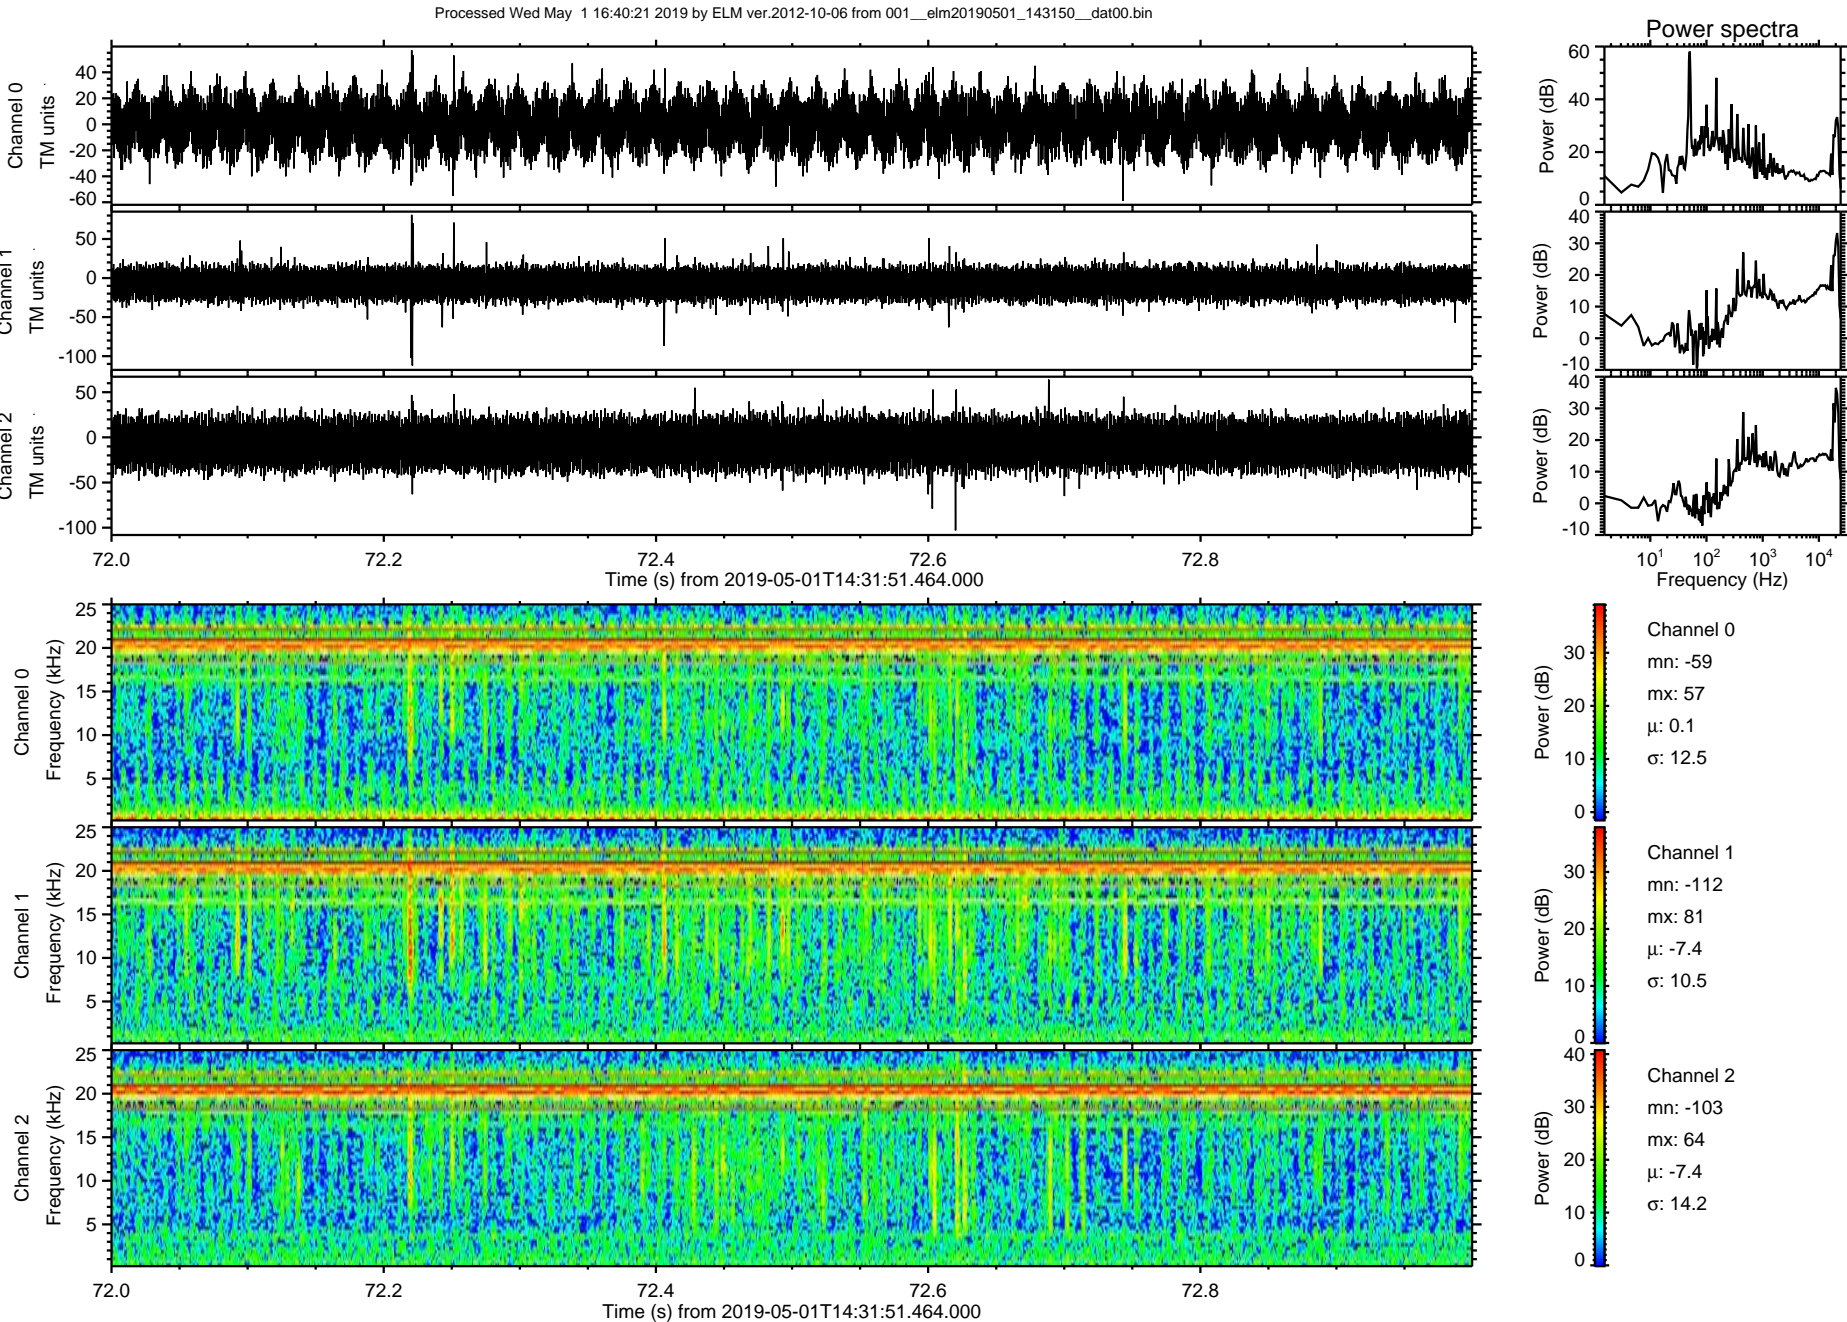 Processed Wed May 1 16:40:21 2019 by ELM ver.2012-10-06 from 001__elm20190501_143150__dat00.bin
Power spectra
Channel 0
TM units
40
20
0
-20
-40
-60
Power (dB)
60
40
20
0
Channel 1
TM units
50
0
-50
-100
Power (dB)
40
30
20
10
0
-10
Channel 2
TM units
50
0
-50
-100
Power (dB)
40
30
20
10
0
-10
72.0 72.2 72.4 72.6 72.8
Time (s) from 2019-05-01T14:31:51.464.000
10^1 10^2 10^3 10^4
Frequency (Hz)
Channel 0
Frequency (kHz)
25
20
15
10
5
Power (dB)
30
20
10
0
Channel 0
mn: -59
mx: 57
μ: 0.1
σ: 12.5
Channel 1
Frequency (kHz)
25
20
15
10
5
Power (dB)
30
20
10
0
Channel 1
mn: -112
mx: 81
μ: -7.4
σ: 10.5
Channel 2
Frequency (kHz)
25
20
15
10
5
Power (dB)
40
30
20
10
0
Channel 2
mn: -103
mx: 64
μ: -7.4
σ: 14.2
72.0 72.2 72.4 72.6 72.8
Time (s) from 2019-05-01T14:31:51.464.000